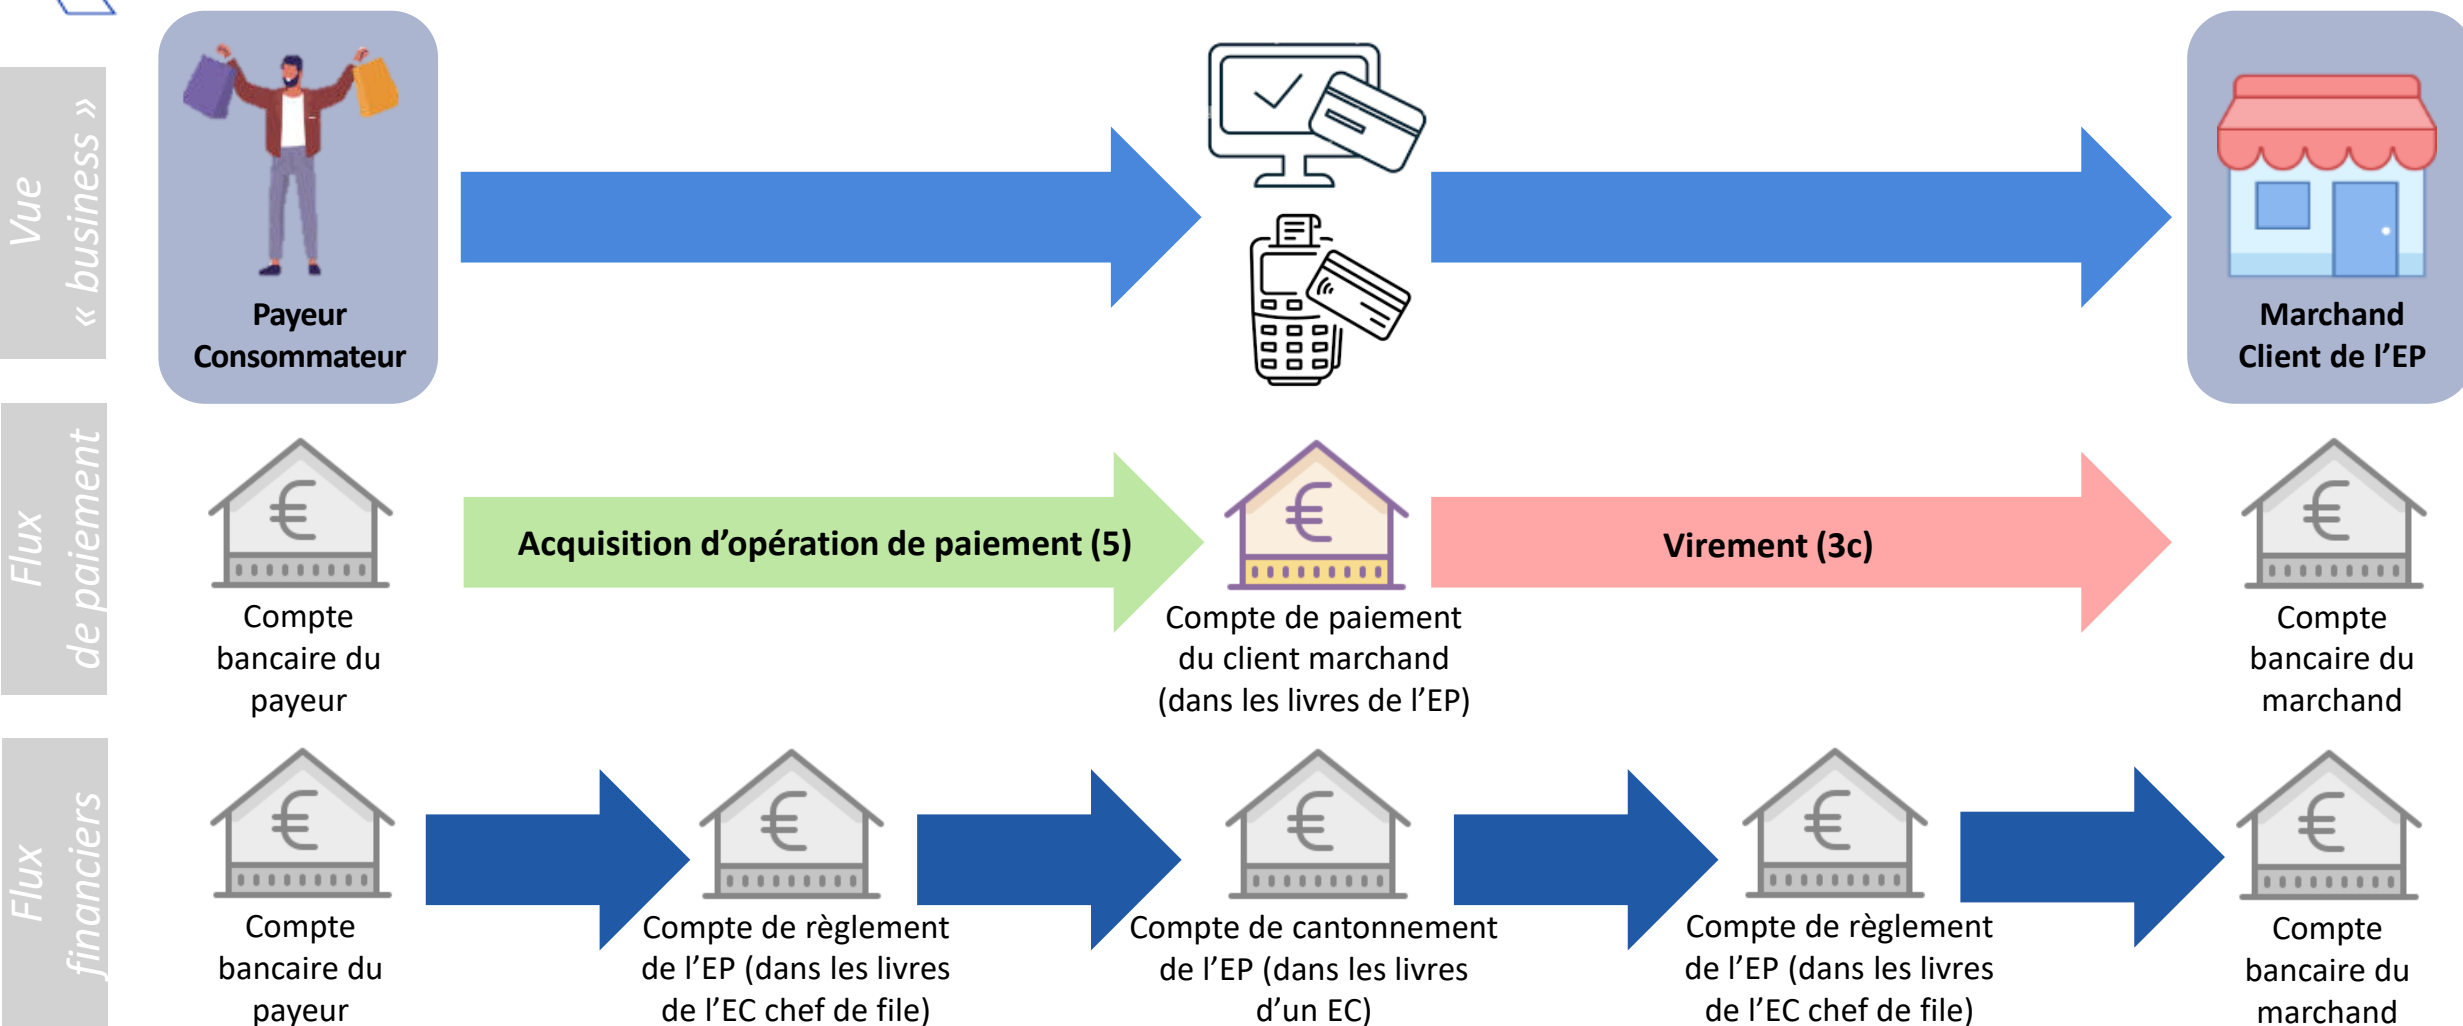 Vue
« business »
Payeur
Consommateur
Marchand
Client de l’EP
Flux
de paiement
Acquisition d’opération de paiement (5)
Virement (3c)
Compte
bancaire du
payeur
Compte de paiement
du client marchand
(dans les livres de l’EP)
Compte
bancaire du
marchand
Flux
financiers
Compte
bancaire du
payeur
Compte de règlement
de l’EP (dans les livres
de l’EC chef de file)
Compte de cantonnement
de l’EP (dans les livres
d’un EC)
Compte de règlement
de l’EP (dans les livres
de l’EC chef de file)
Compte
bancaire du
marchand